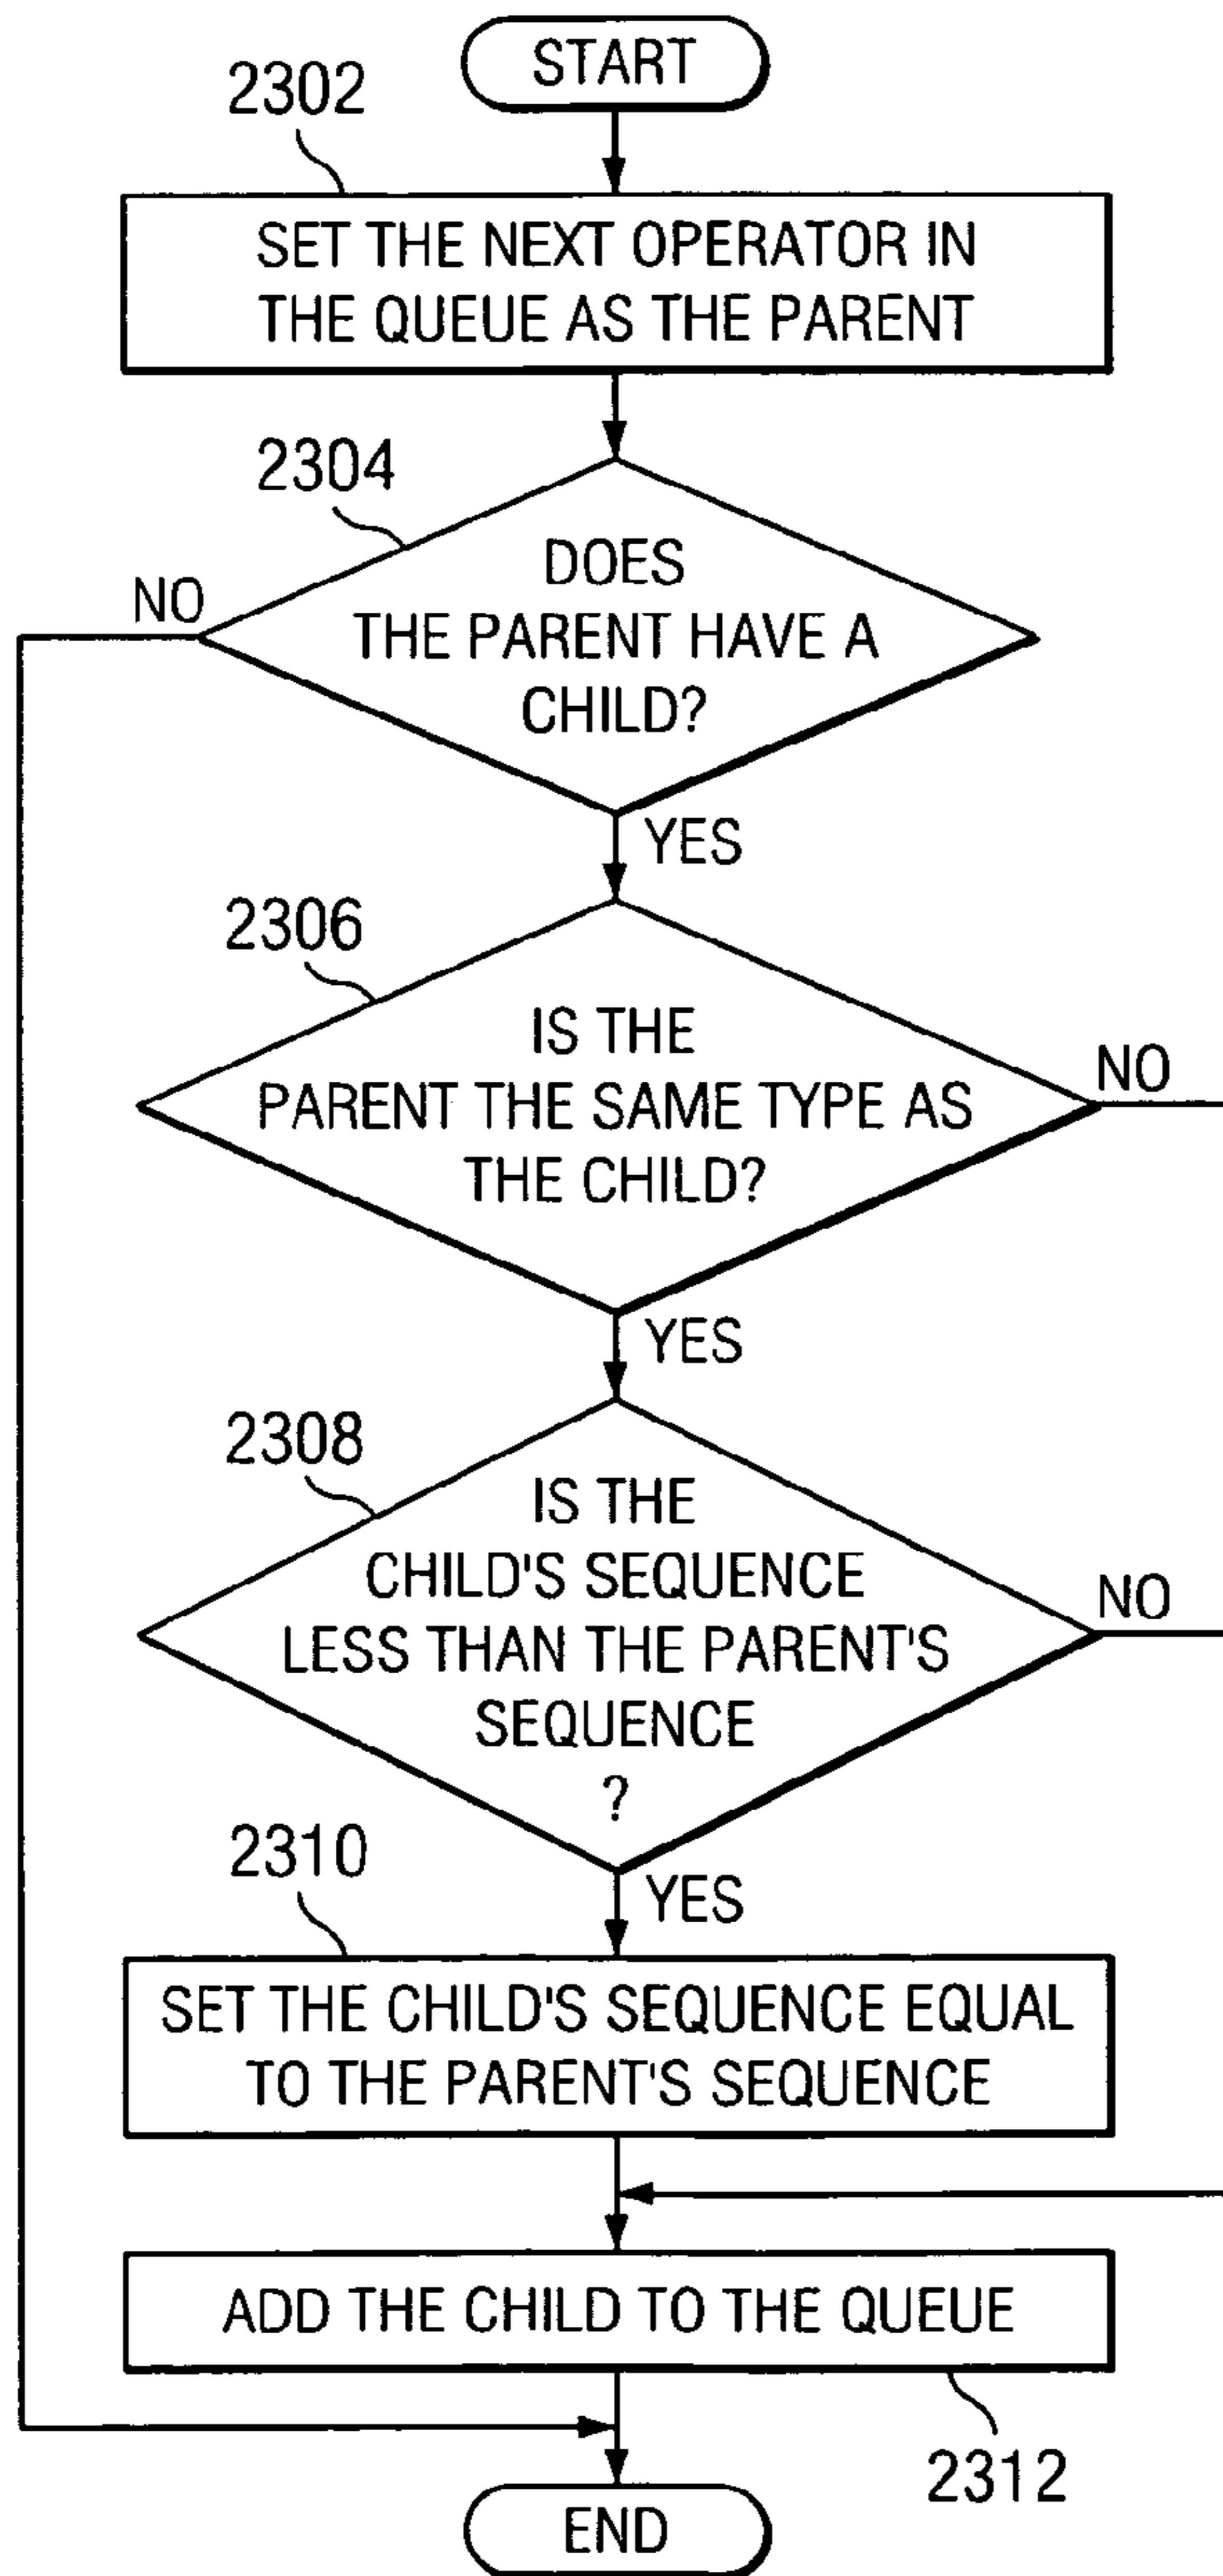 START
2302
SET THE NEXT OPERATOR IN
THE QUEUE AS THE PARENT
2304
DOES
THE PARENT HAVE A
CHILD?
NO
YES
2306
IS THE
PARENT THE SAME TYPE AS
THE CHILD?
NO
YES
2308
IS THE
CHILD'S SEQUENCE
LESS THAN THE PARENT'S
SEQUENCE
?
NO
YES
2310
SET THE CHILD'S SEQUENCE EQUAL
TO THE PARENT'S SEQUENCE
ADD THE CHILD TO THE QUEUE
2312
END